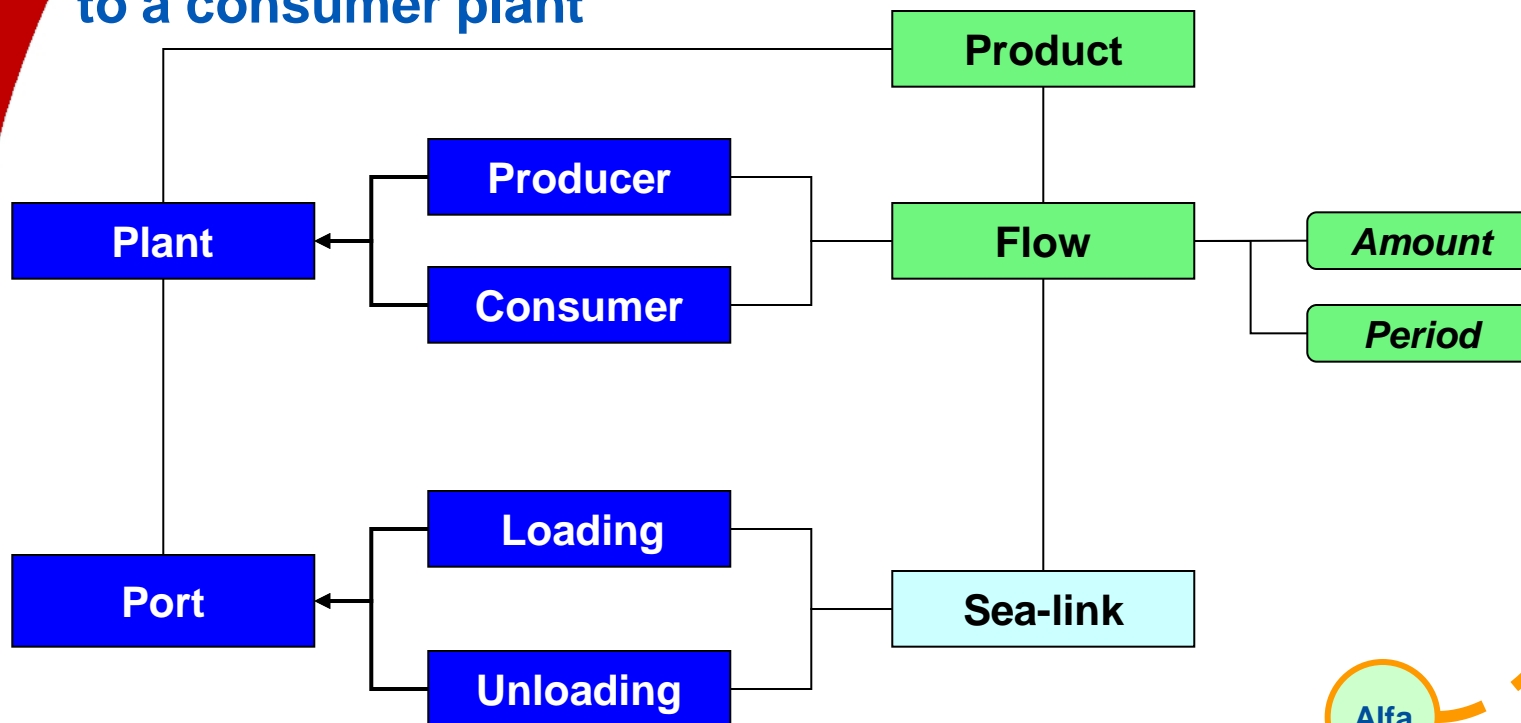 to a consumer plant
Product
Producer
Plant
Flow
Amount
Consumer
Period
Loading
Port
Sea-link
Unloading
Alfa